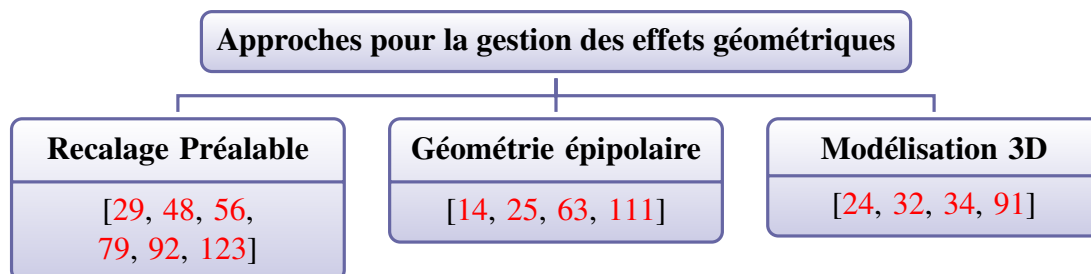 Approches pour la gestion des effets géométriques
Recalage Préalable
[29, 48, 56,
79, 92, 123]
Géométrie épipolaire
[14, 25, 63, 111]
Modélisation 3D
[24, 32, 34, 91]